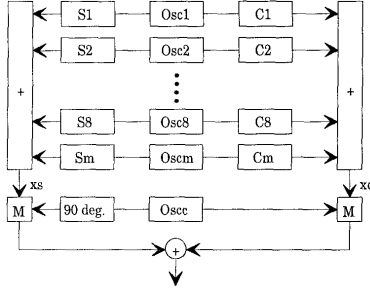 S1 Osc1 C1
S2 Osc2 C2
+ +
S8 Osc8 C8
Sm Oscm Cm
xs xc
M 90 deg. Oscc M
+